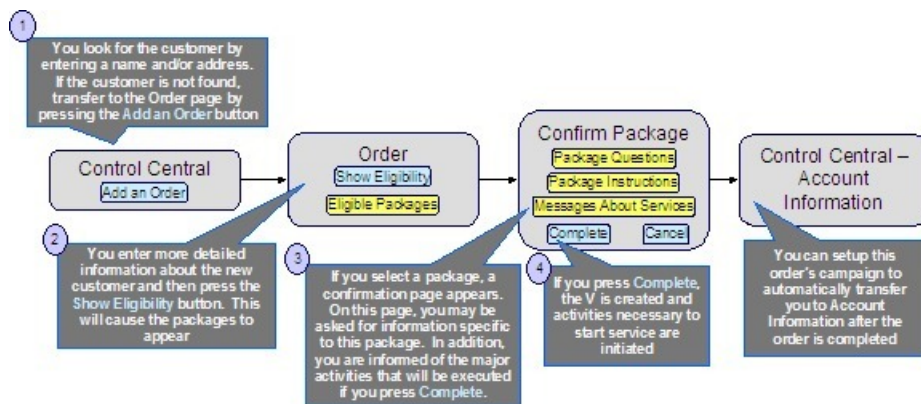 1
You look for the customer by
entering a name and/or address.
If the customer is not found,
transfer to the Order page by
pressing the Add an Order button
Control Central
Add an Order
Order
Show Eligibility
Eligible Packages
Confirm Package
Package Questions
Package Instructions
Messages About Services
Complete
Cancel
Control Central –
Account
Information
2
You enter more detailed
information about the new
customer and then press the
Show Eligibility button. This
will cause the packages to
appear
3
If you select a package, a
confirmation page appears.
On this page, you may be
asked for information specific
to this package. In addition,
you are informed of the major
activities that will be executed
if you press Complete.
4
If you press Complete,
the V is created and
activities necessary to
start service are
initiated
You can setup this
order's campaign to
automatically transfer
you to Account
Information after the
order is completed